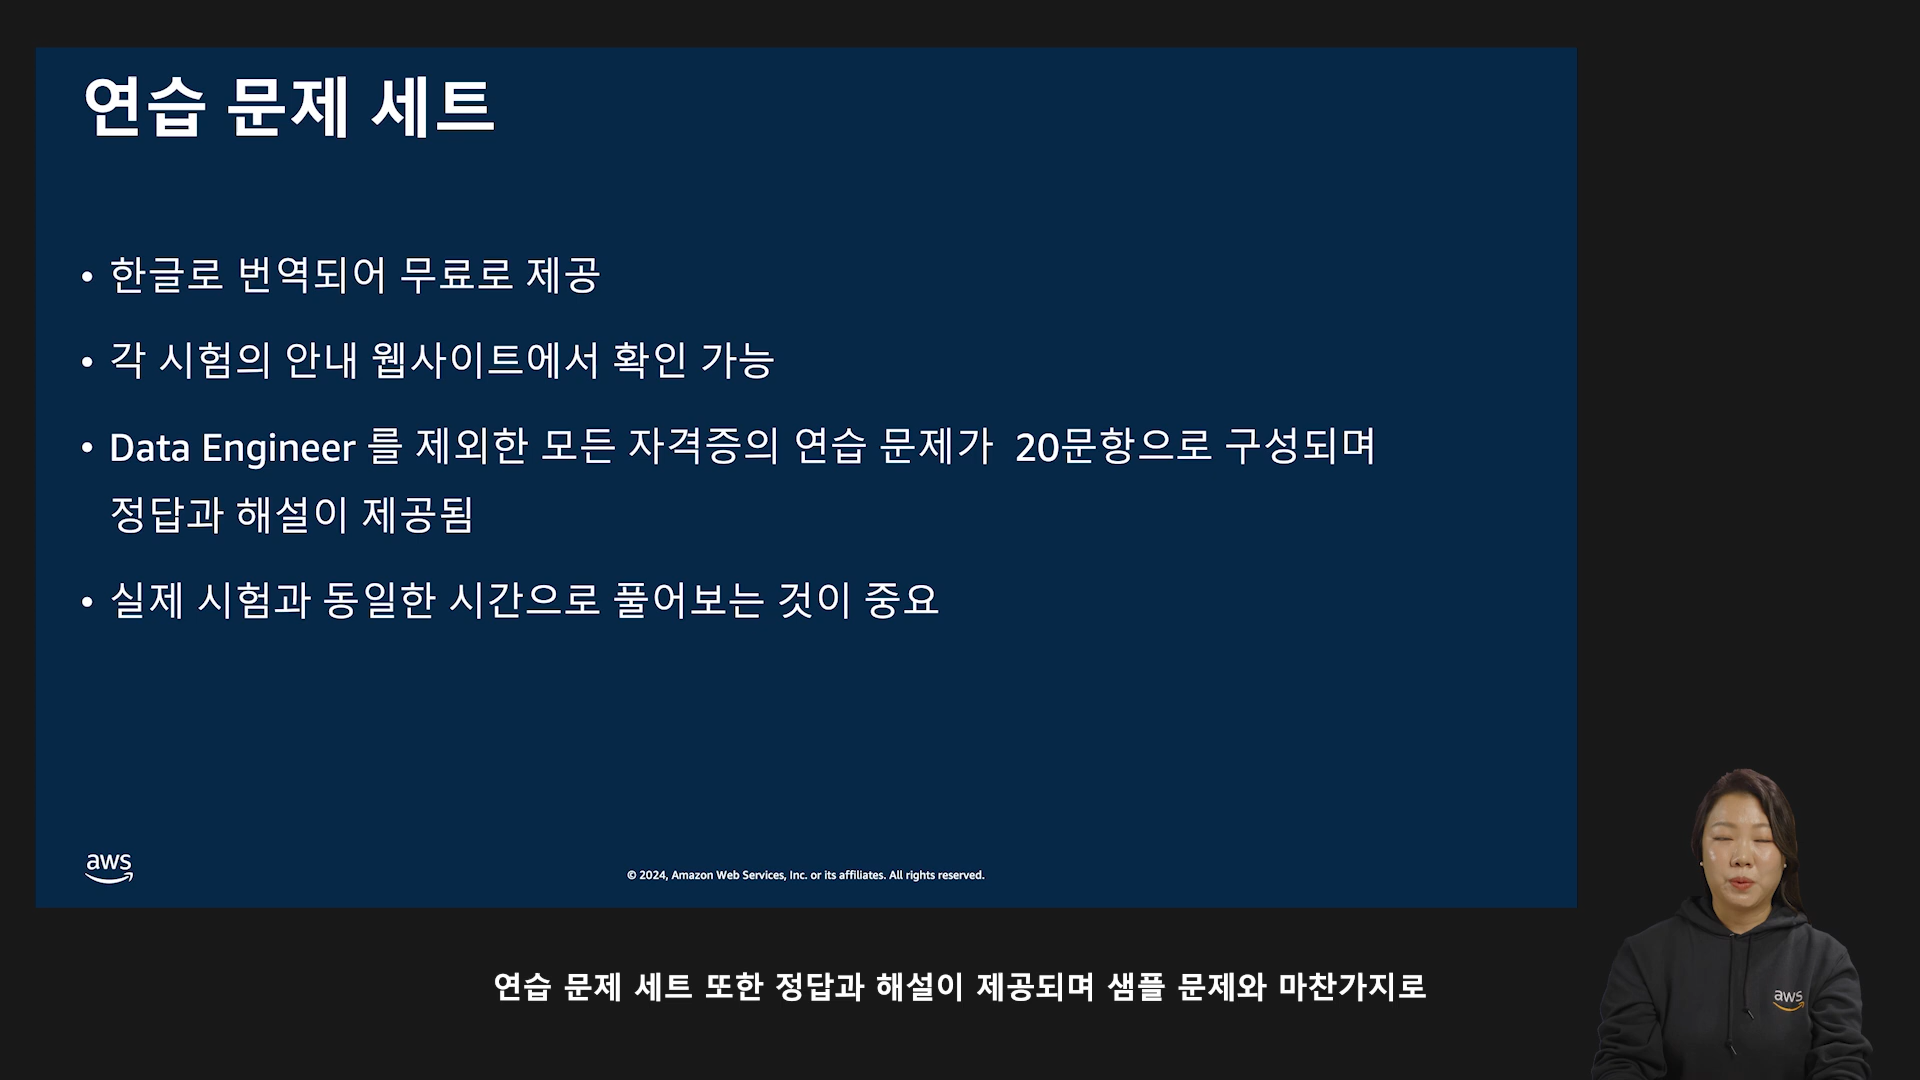 연습 문제 세트
• 한글로 번역되어 무료로 제공
• 각 시험의 안내 웹사이트에서 확인 가능
• Data Engineer 를 제외한 모든 자격증의 연습 문제가 20문항으로 구성되며
정답과 해설이 제공됨
• 실제 시험과 동일한 시간으로 풀어보는 것이 중요
aws
© 2024, Amazon Web Services, Inc. or its affiliates. All rights reserved.
연습 문제 세트 또한 정답과 해설이 제공되며 샘플 문제와 마찬가지로
aws